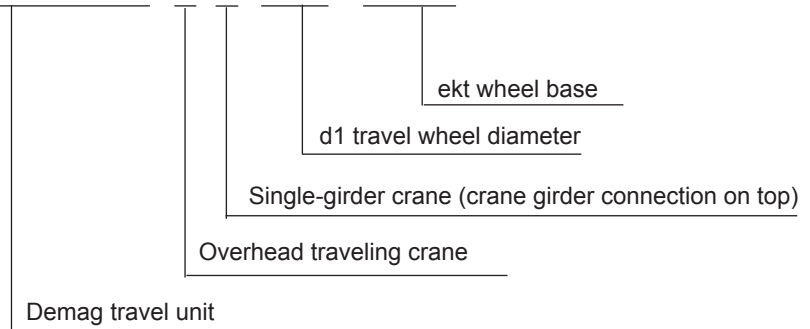 ekt wheel base
d1 travel wheel diameter
Single-girder crane (crane girder connection on top)
Overhead traveling crane
Demag travel unit